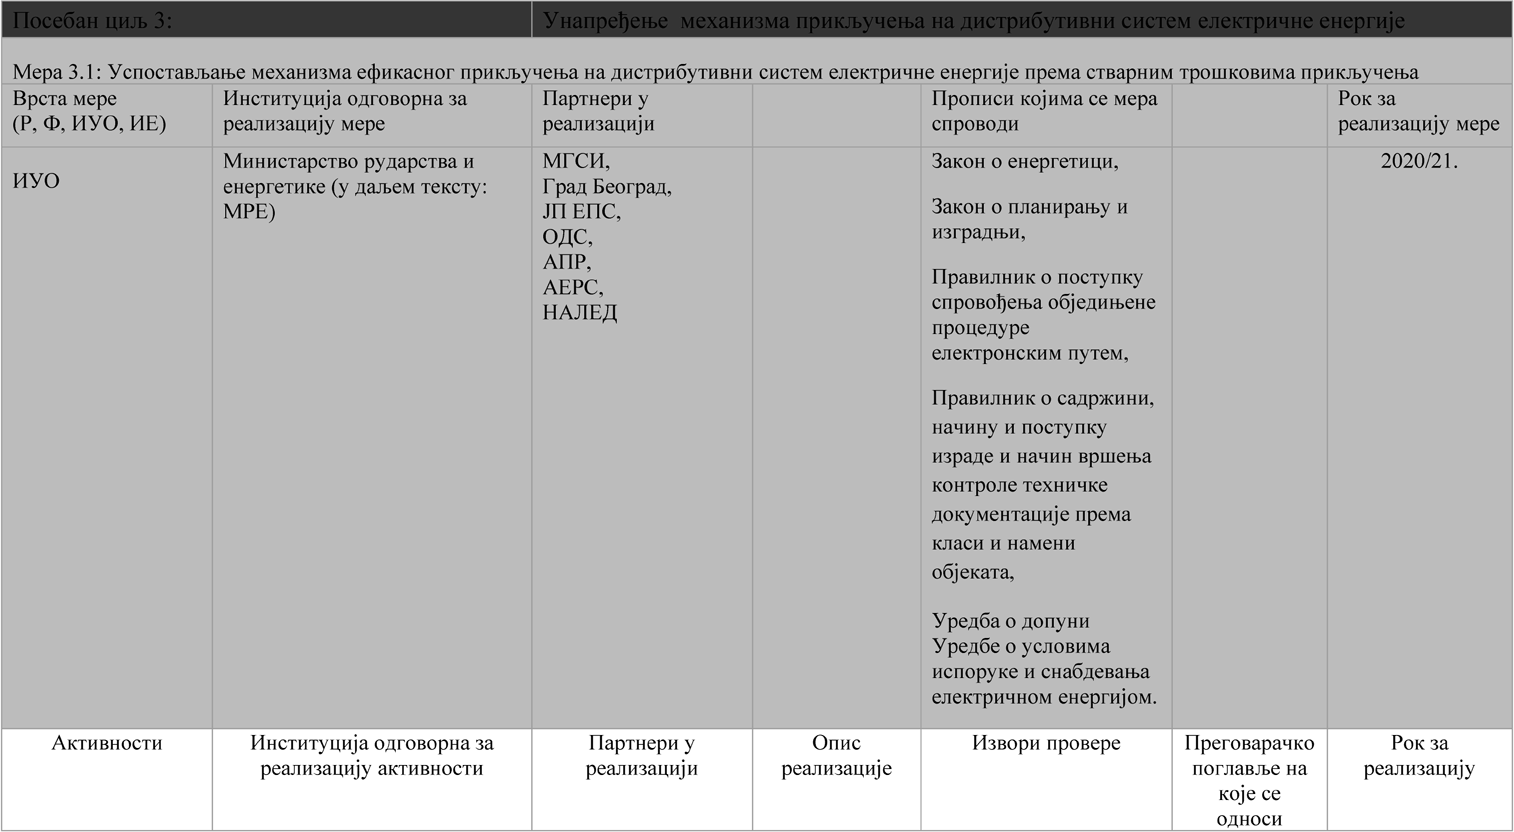 Посебан циљ 3:
Унапређење механизма прикључења на дистрибутивни систем електричне енергије
Мера 3.1: Успостављање механизма ефикасног прикључења на дистрибутивни систем електричне енергије према стварним трошковима прикључења
Врста мере
(Р, Ф, ИУО, ИЕ)
Институција одговорна за
реализацију мере
Партнери у
реализацији
Прописи којима се мера
спроводи
Рок за
реализацију мере
ИУО
Министарство рударства и
енергетике (у даљем тексту:
МРЕ)
МГСИ,
Град Београд,
ЈП ЕПС,
ОДС,
АПР,
АЕРС,
НАЛЕД
Закон о енергетици,
Закон о планирању и
изградњи,
Правилник о поступку
спровођења обједињене
процедуре
електронским путем,
Правилник о садржини,
начину и поступку
израде и начин вршења
контроле техничке
документације према
класи и намени
објеката,
Уредба о допуни
Уредбе о условима
испоруке и снабдевања
електричном енергијом.
2020/21.
Активности
Институција одговорна за
реализацију активности
Партнери у
реализацији
Опис
реализације
Извори провере
Преговарачко
поглавље на
које се
односи
Рок за
реализацију